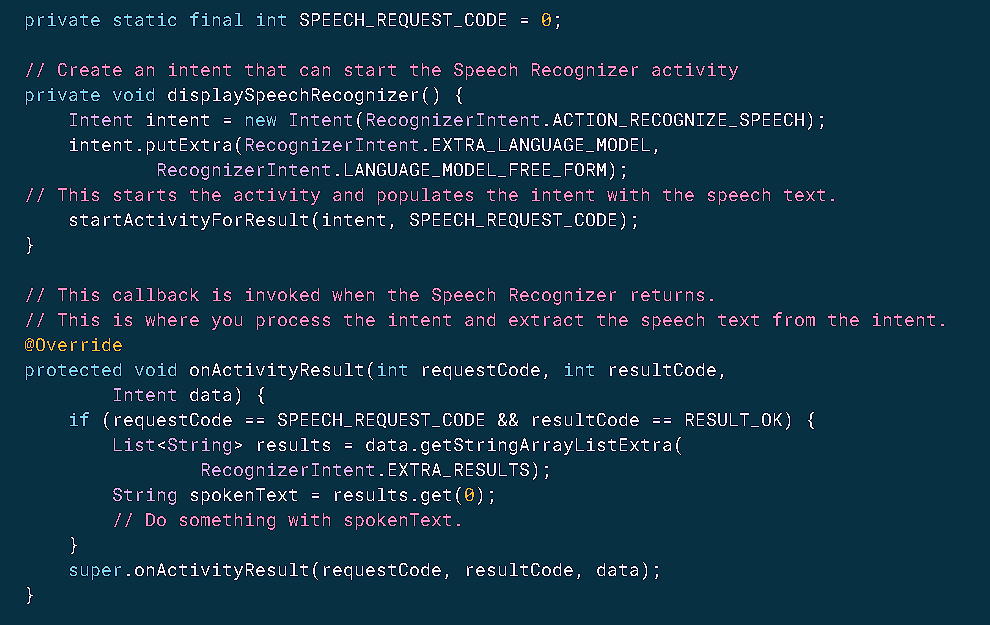 private static final int SPEECH_REQUEST_CODE = 0;

// Create an intent that can start the Speech Recognizer activity
private void displaySpeechRecognizer() {
    Intent intent = new Intent(RecognizerIntent.ACTION_RECOGNIZE_SPEECH);
    intent.putExtra(RecognizerIntent.EXTRA_LANGUAGE_MODEL,
            RecognizerIntent.LANGUAGE_MODEL_FREE_FORM);
// This starts the activity and populates the intent with the speech text.
    startActivityForResult(intent, SPEECH_REQUEST_CODE);
}

// This callback is invoked when the Speech Recognizer returns.
// This is where you process the intent and extract the speech text from the intent.
@Override
protected void onActivityResult(int requestCode, int resultCode,
        Intent data) {
    if (requestCode == SPEECH_REQUEST_CODE && resultCode == RESULT_OK) {
        List<String> results = data.getStringArrayListExtra(
                RecognizerIntent.EXTRA_RESULTS);
        String spokenText = results.get(0);
        // Do something with spokenText.
    }
    super.onActivityResult(requestCode, resultCode, data);
}